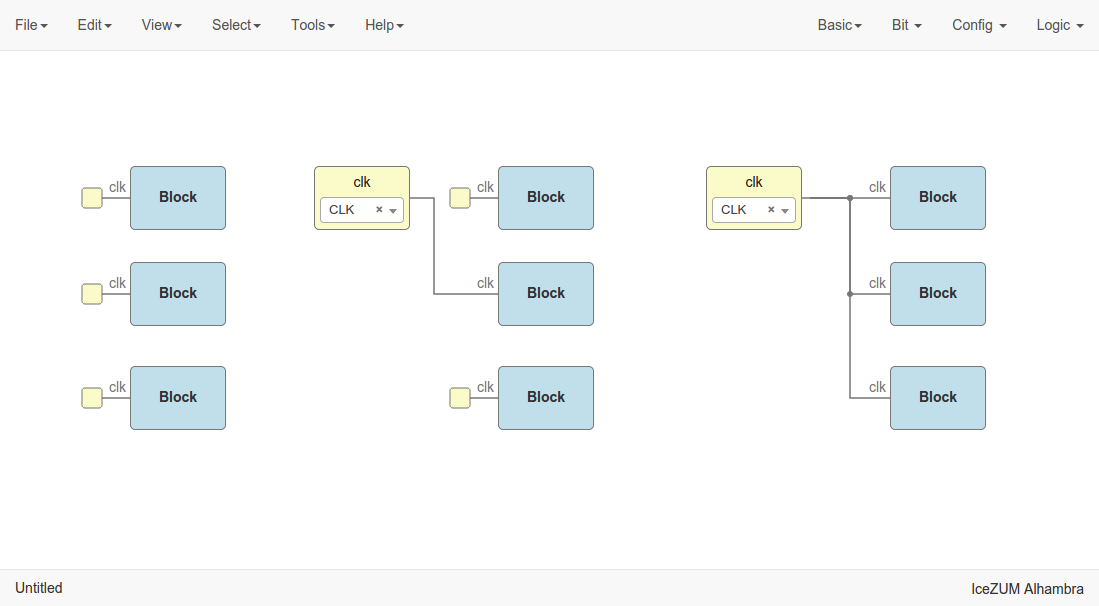 File Edit View Select Tools Help Basic Bit Config Logic
clk Block clk CLK × clk Block clk CLK × clk Block
clk Block clk Block clk Block
clk Block clk Block clk Block
Untitled IceZUM Alhambra